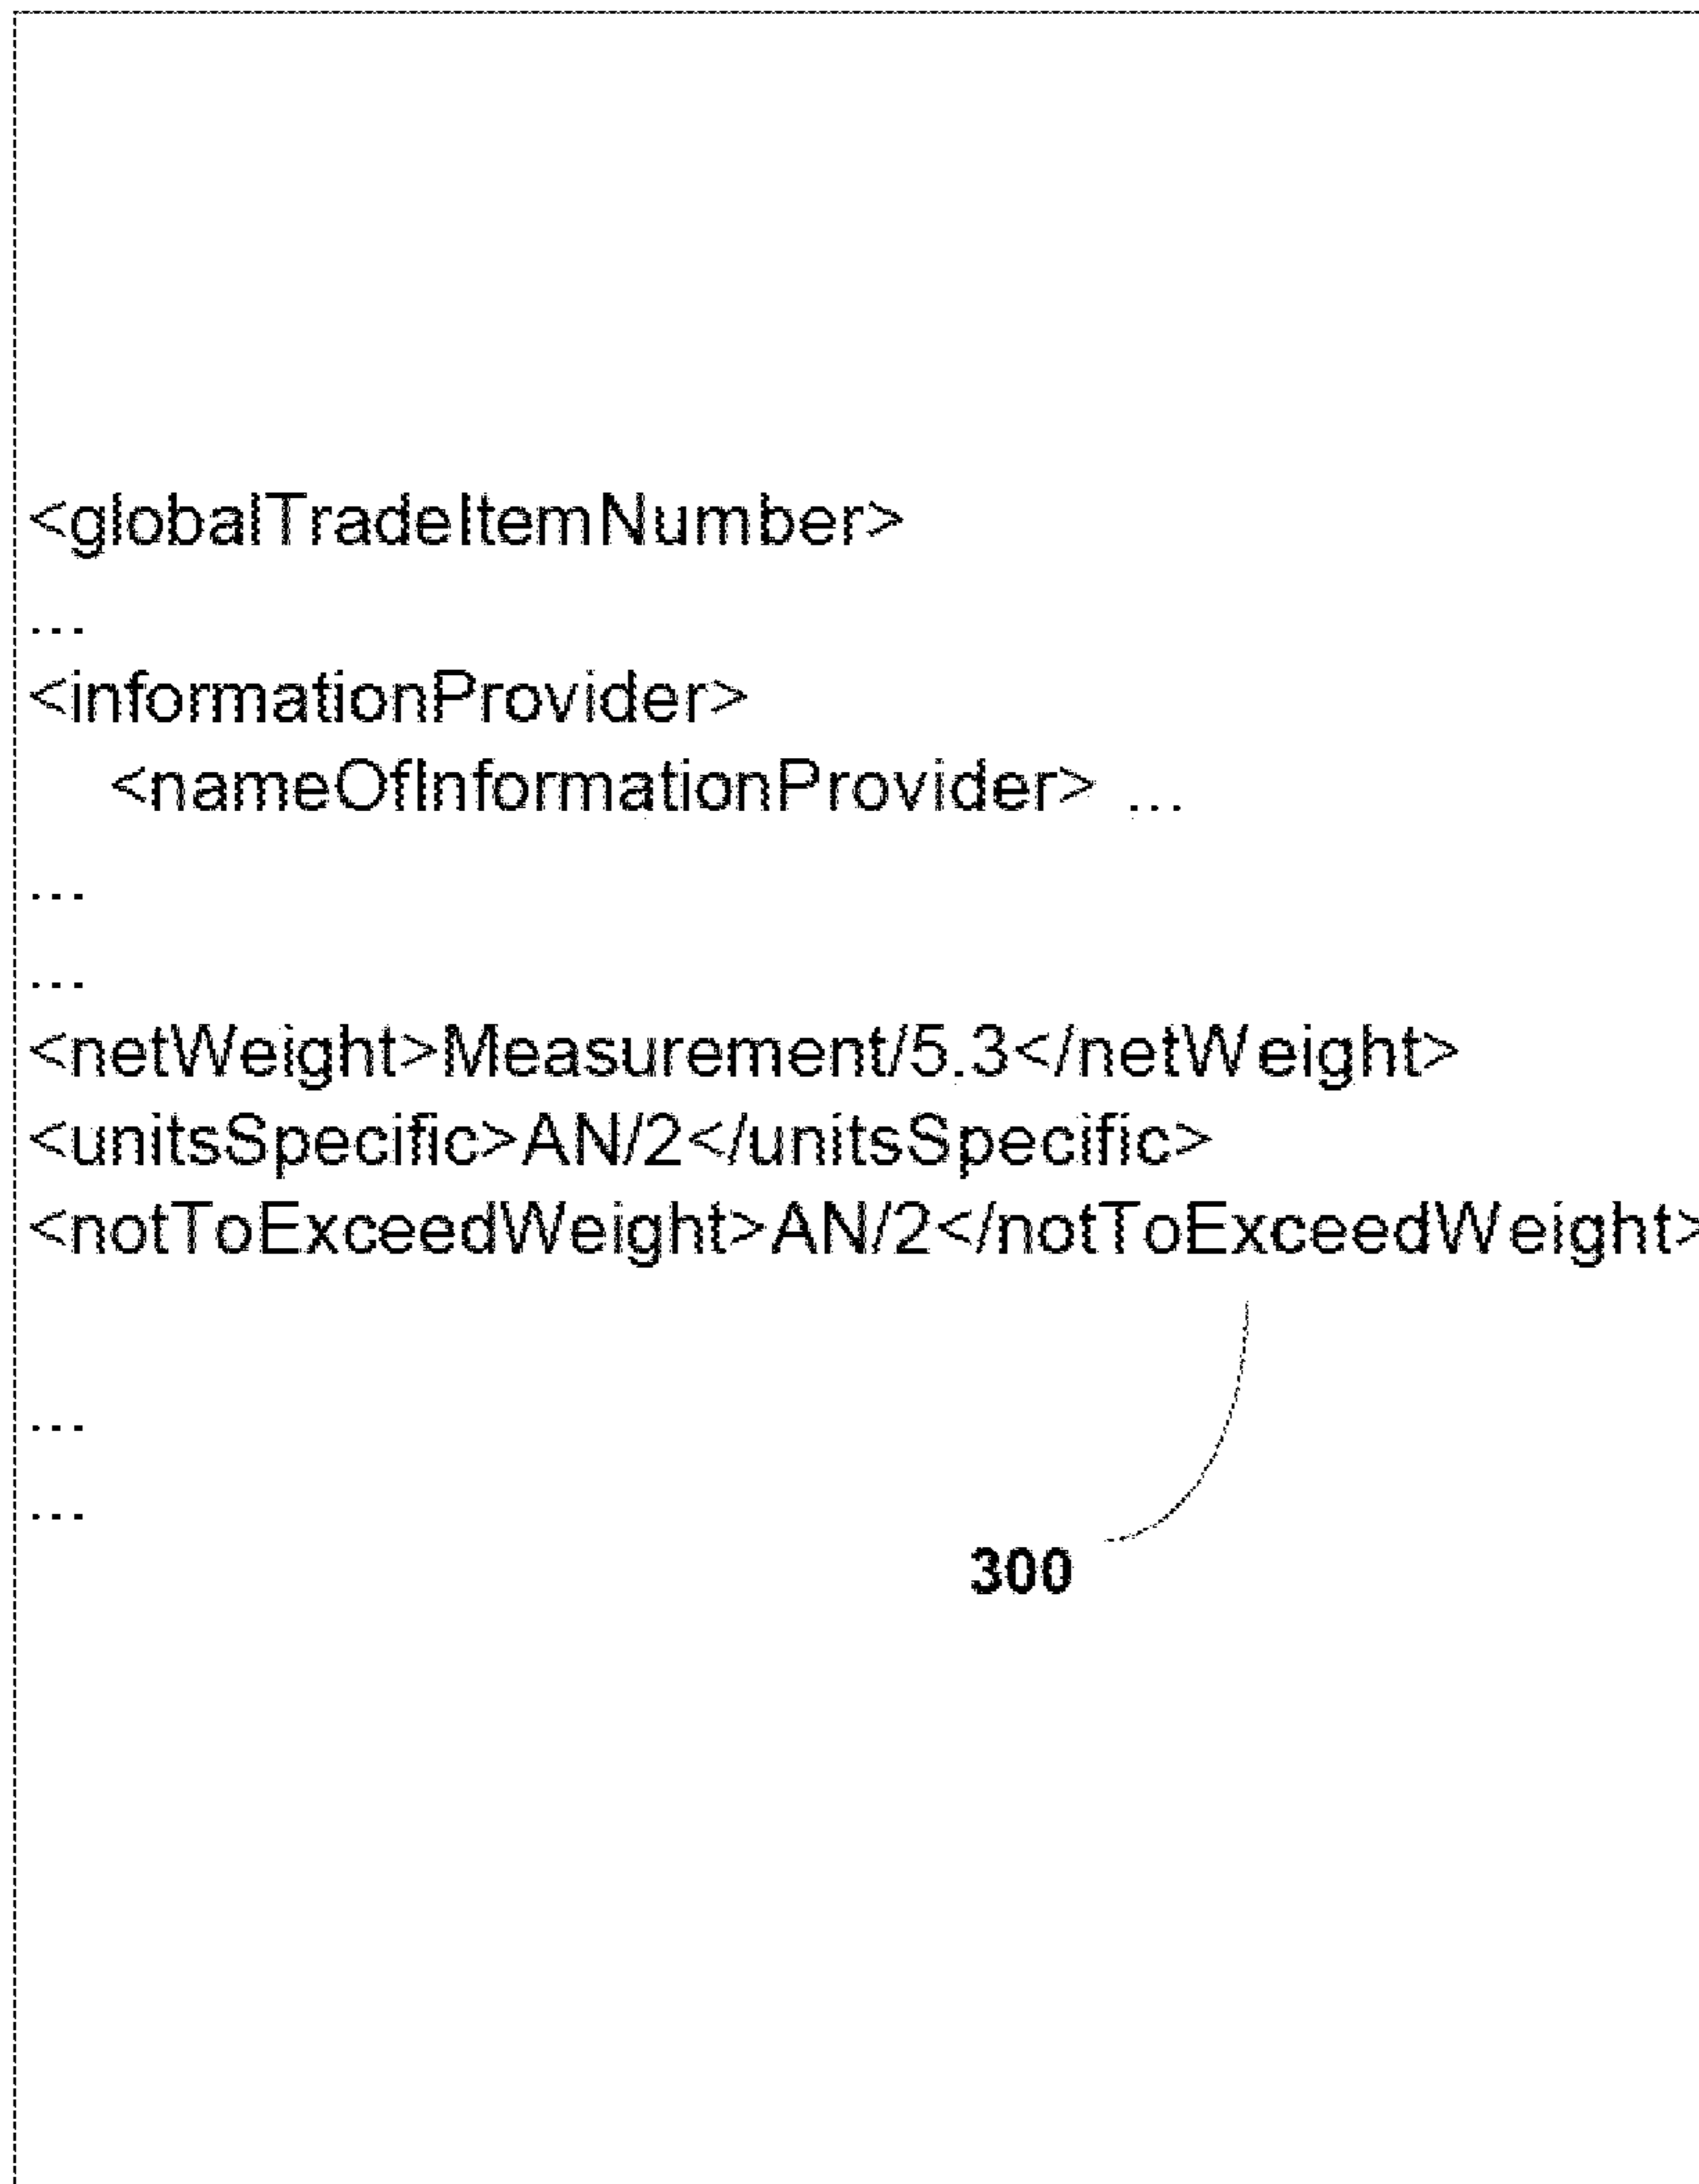 <globalTradeItemNumber>
...
<informationProvider>
<nameOfInformationProvider> ...
...
...
<netWeight>Measurement/5.3</netWeight>
<unitsSpecific>AN/2</unitsSpecific>
<notToExceedWeight>AN/2</notToExceedWeight>
...
...
300